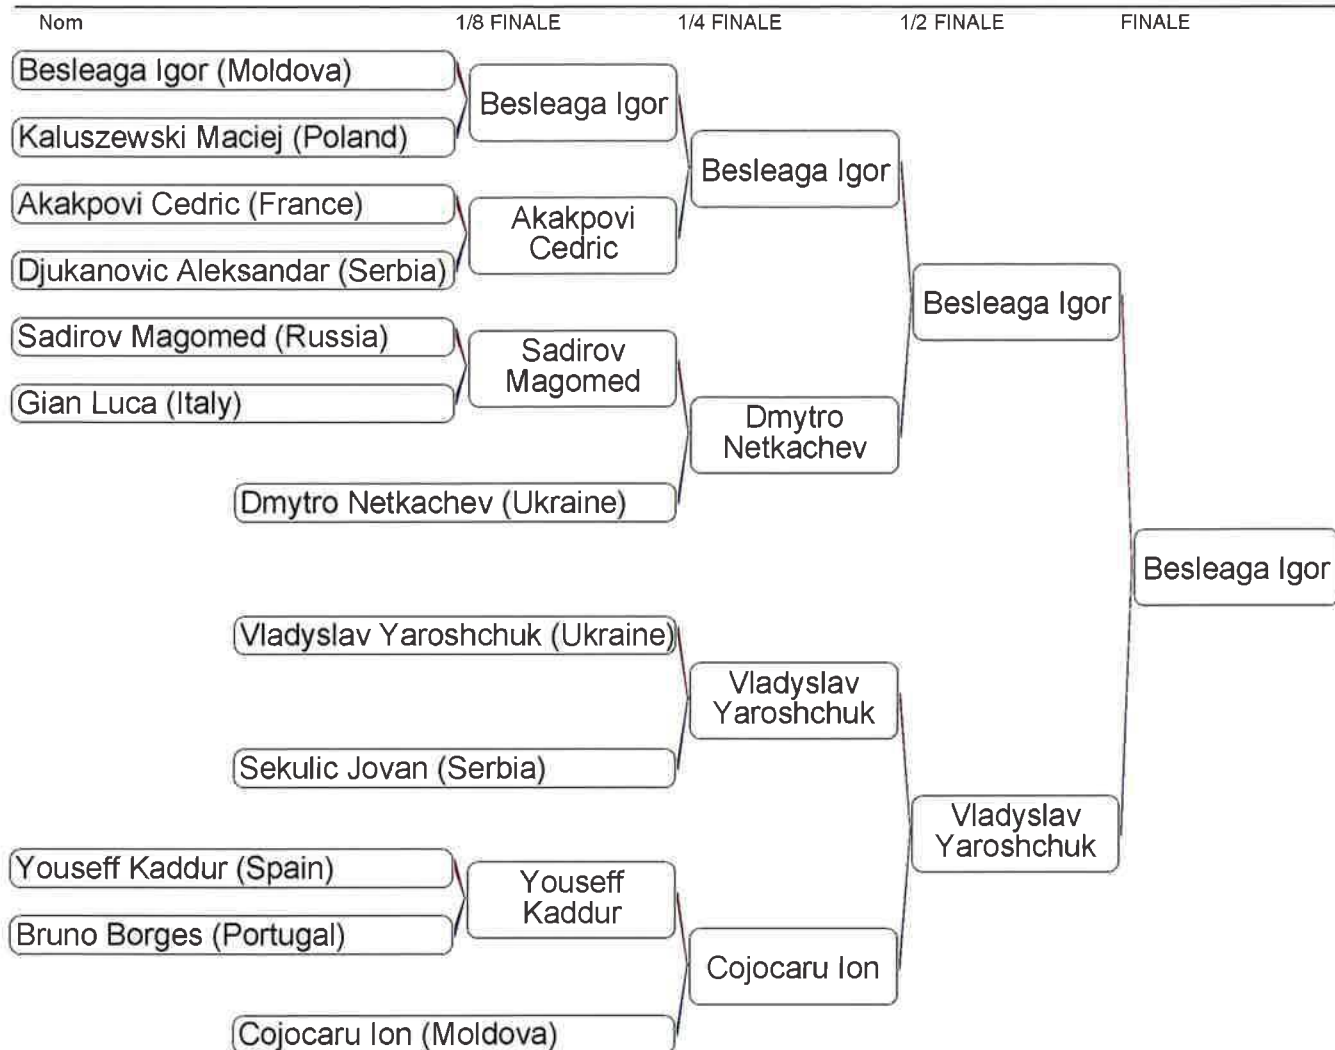 Nom 1/8 FINALE 1/4 FINALE 1/2 FINALE FINALE
Besleaga Igor (Moldova)
Kaluszewski Maciej (Poland)
Akakpovi Cedric (France)
Djukanovic Aleksandar (Serbia)
Sadirov Magomed (Russia)
Gian Luca (Italy)
Dmytro Netkachev (Ukraine)
Vladyslav Yaroshchuk (Ukraine)
Sekulic Jovan (Serbia)
Youseff Kaddur (Spain)
Bruno Borges (Portugal)
Cojocaru Ion (Moldova)
Besleaga Igor
Akakpovi
Cedric
Sadirov
Magomed
Youseff
Kaddur
Besleaga Igor
Dmytro
Netkachev
Vladyslav
Yaroshchuk
Cojocaru Ion
Besleaga Igor
Vladyslav
Yaroshchuk
Besleaga Igor